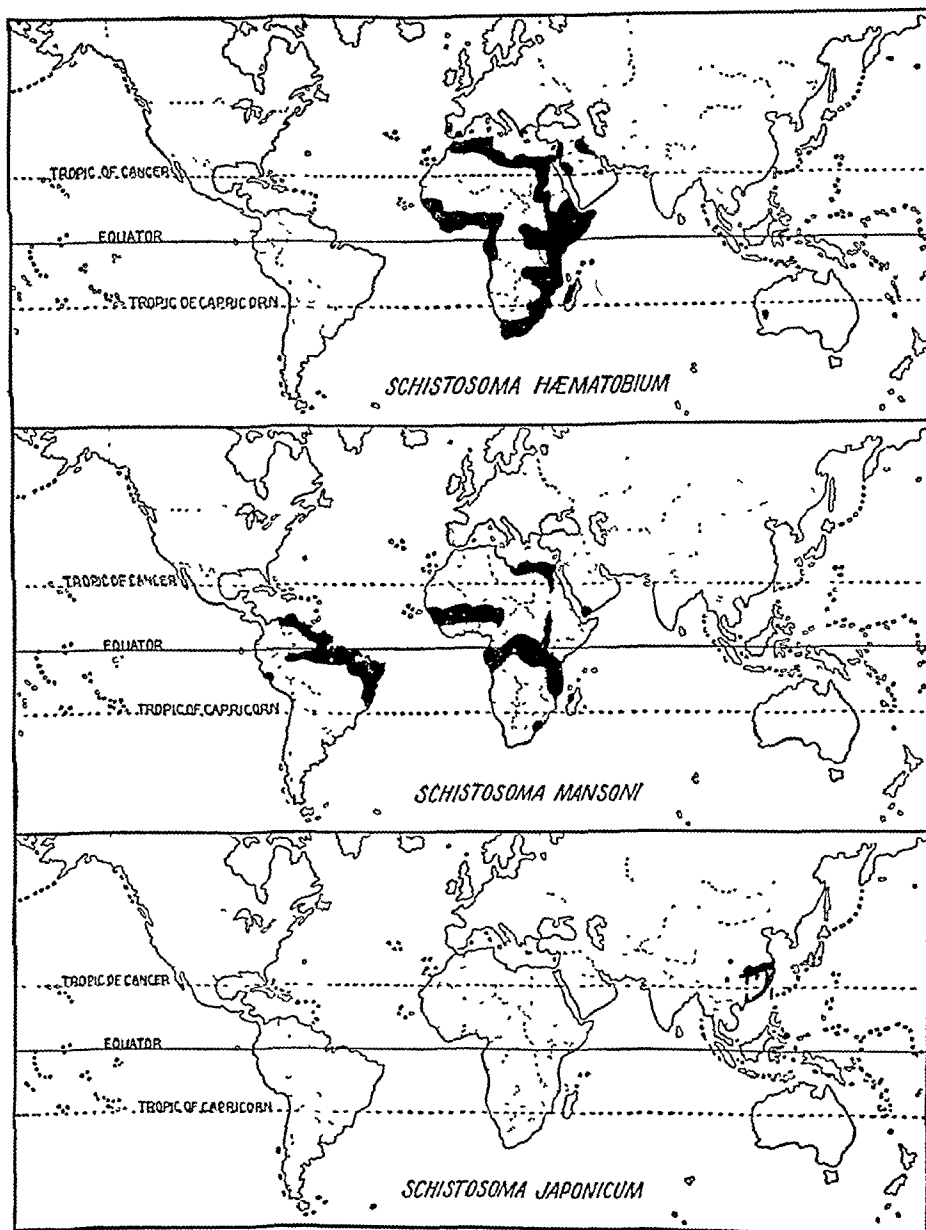 TROPIC OF CANCER
EQUATOR
TROPIC OF CAPRICORN
SCHISTOSOMA HÆMATOBIUM
TROPIC OF CANCER
EQUATOR
TROPIC OF CAPRICORN
SCHISTOSOMA MANSONI
TROPIC OF CANCER
EQUATOR
TROPIC OF CAPRICORN
SCHISTOSOMA JAPONICUM